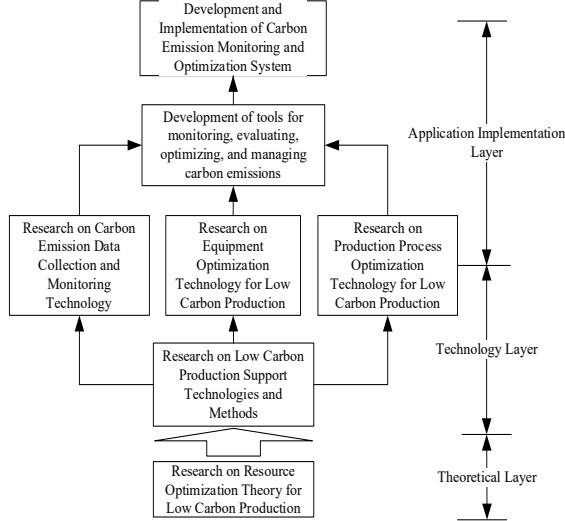 Development and
Implementation of Carbon
Emission Monitoring and
Optimization System
Development of tools for
monitoring, evaluating,
optimizing, and managing
carbon emissions
Application Implementation
Layer
Research on Carbon
Emission Data
Collection and
Monitoring
Technology
Research on
Equipment
Optimization
Technology for Low
Carbon Production
Research on
Production Process
Optimization
Technology for Low
Carbon Production
Research on Low Carbon
Production Support
Technologies and
Methods
Technology Layer
Research on Resource
Optimization Theory for
Low Carbon Production
Theoretical Layer